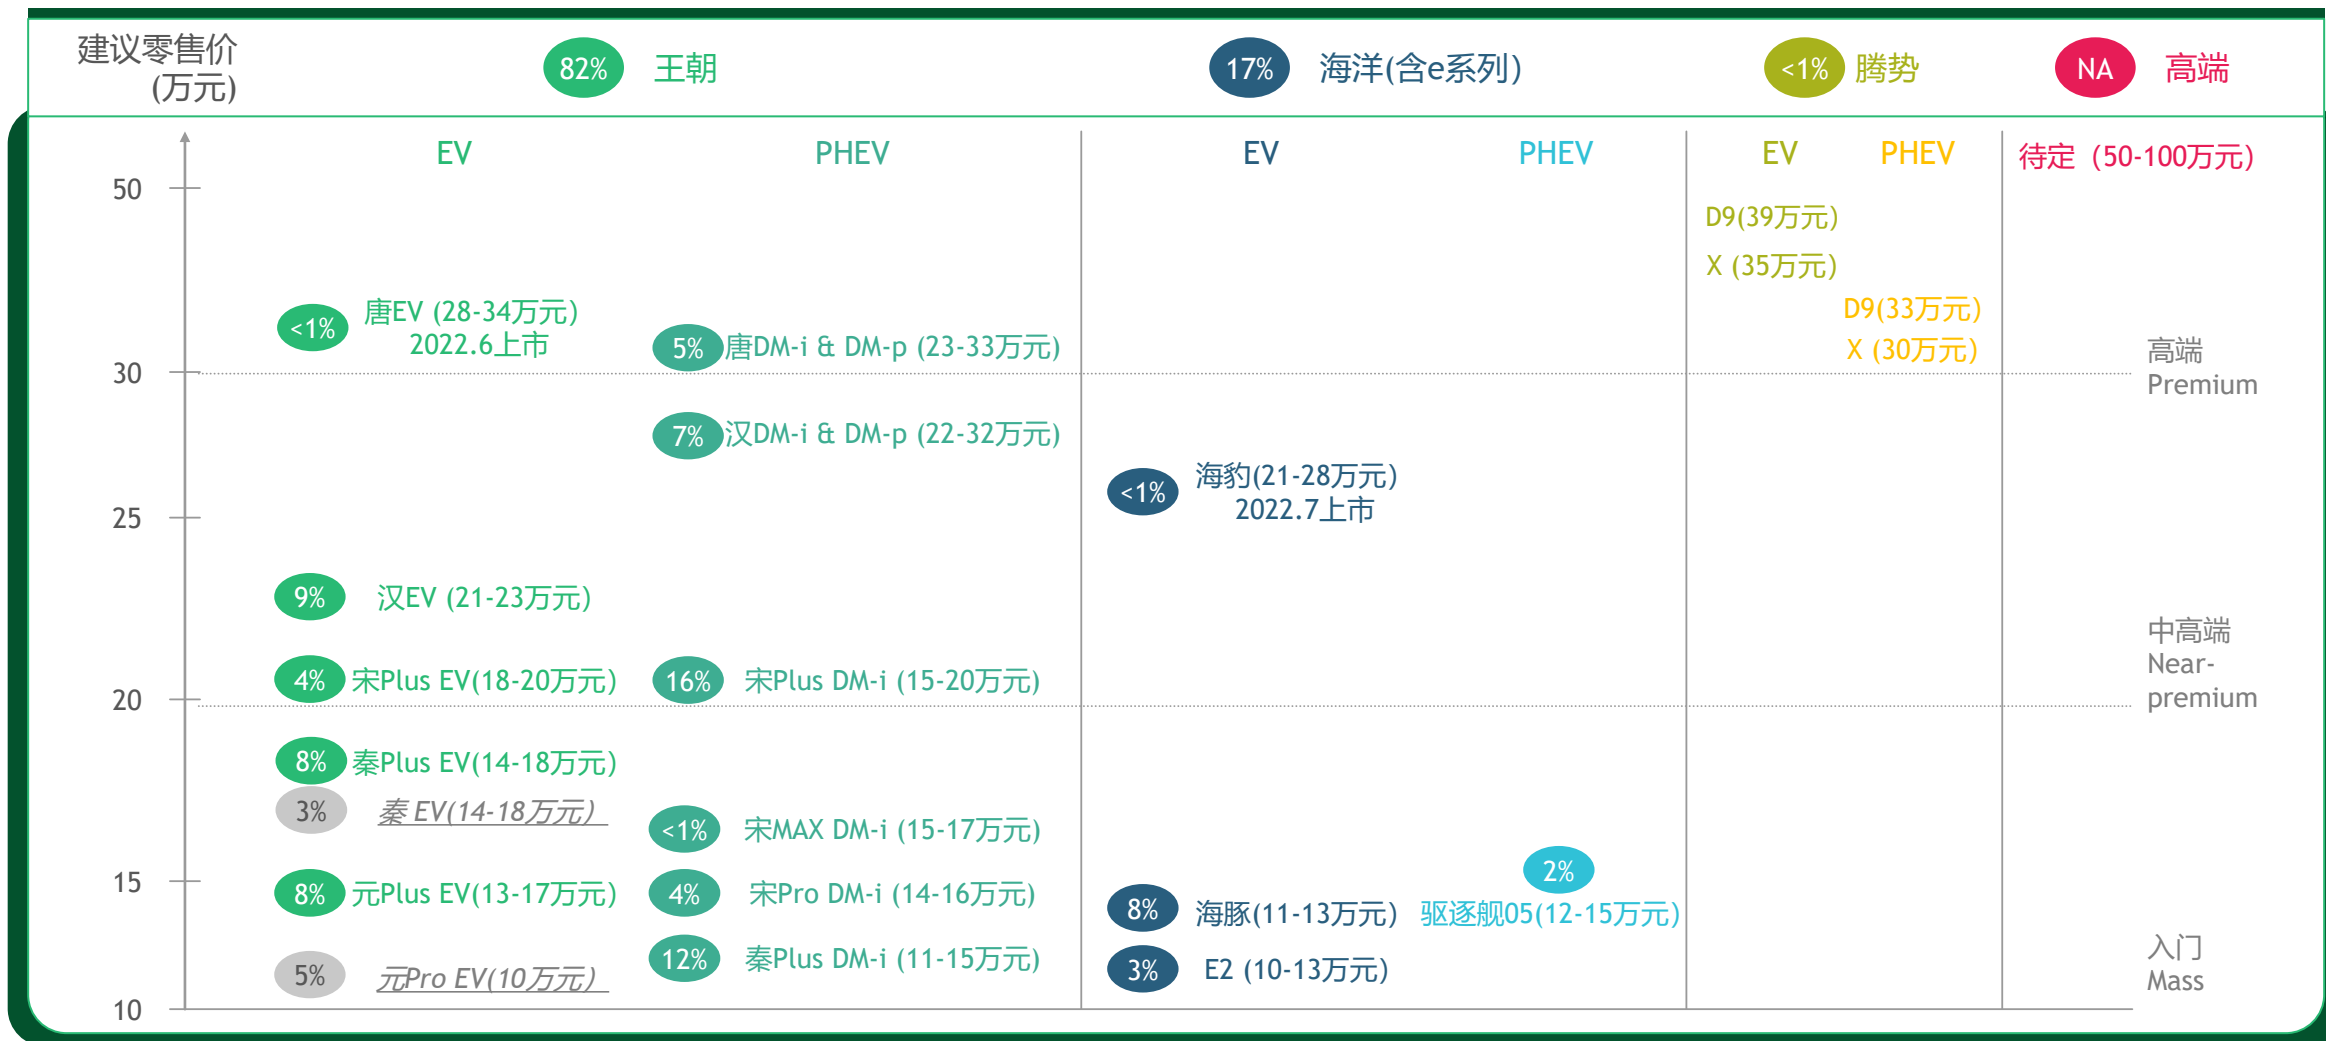 建议零售价
(万元)
82% 王朝
17% 海洋(含e系列)
<1% 腾势
NA 高端
EV
PHEV
EV
PHEV
EV
PHEV
待定 (50-100万元)
50
D9(39万元)
X (35万元)
<1% 唐EV (28-34万元)
2022.6上市
D9(33万元)
5% 唐DM-i & DM-p (23-33万元)
X (30万元)
30
高端
Premium
7% 汉DM-i & DM-p (22-32万元)
<1% 海豹(21-28万元)
2022.7上市
25
9% 汉EV (21-23万元)
中高端
Near-
premium
4% 宋Plus EV(18-20万元)
16% 宋Plus DM-i (15-20万元)
20
8% 秦Plus EV(14-18万元)
3% 秦 EV(14-18万元)
<1% 宋MAX DM-i (15-17万元)
2%
15
8% 元Plus EV(13-17万元)
4% 宋Pro DM-i (14-16万元)
8% 海豚(11-13万元)
驱逐舰05(12-15万元)
12% 秦Plus DM-i (11-15万元)
3% E2 (10-13万元)
5% 元Pro EV(10万元)
入门
Mass
10